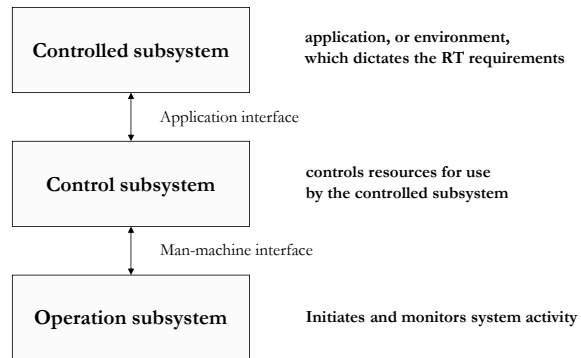 Controlled subsystem
application, or environment,
which dictates the RT requirements
Application interface
Control subsystem
controls resources for use
by the controlled subsystem
Man-machine interface
Operation subsystem
Initiates and monitors system activity